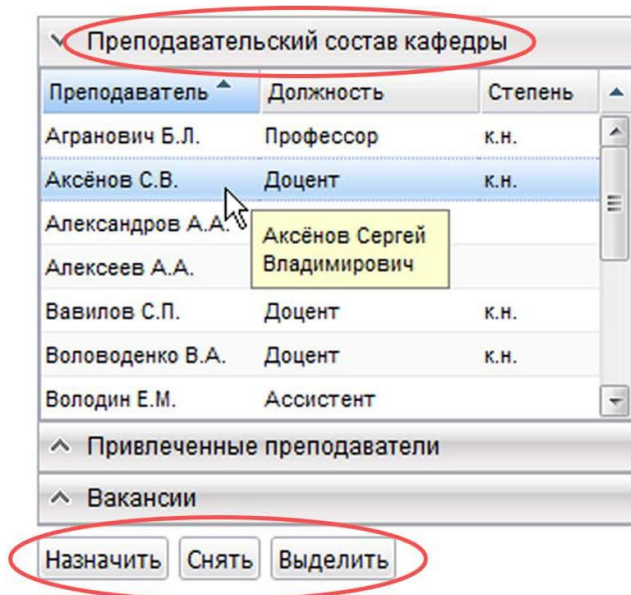 Преподавательский состав кафедры
Преподаватель Должность Степень
Агранович Б.Л. Профессор к.н.
Аксёнов С.В. Доцент к.н.
Александров А.А.
Аксёнов Сергей
Владимирович
Алексеев А.А.
Вавилов С.П. Доцент к.н.
Воловоденко В.А. Доцент к.н.
Володин Е.М. Ассистент
Привлеченные преподаватели
Вакансии
Назначить Снять Выделить